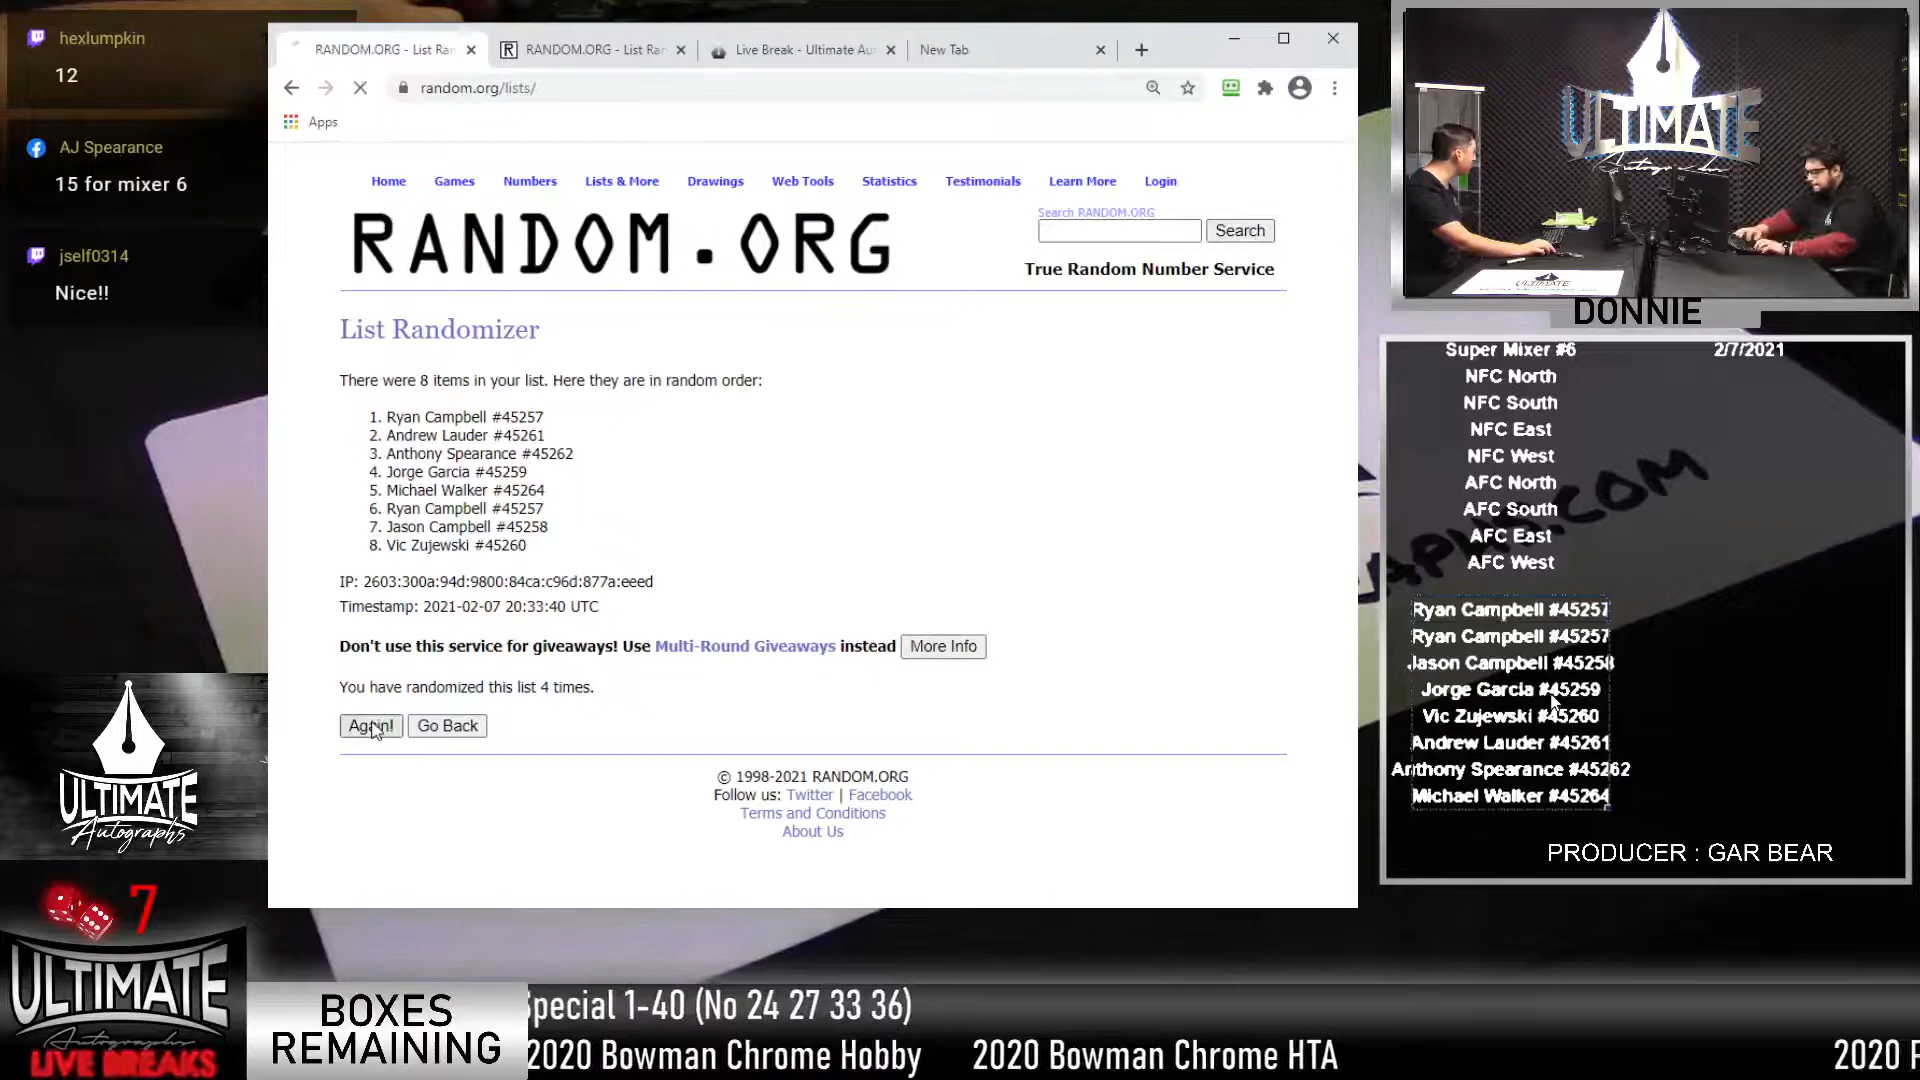 hexlumpkin
12
AJ Spearance
15 for mixer 6
jself0314
Nice!!
RANDOM.ORG - List Ran
RANDOM.ORG - List Ran
Live Break - Ultimate Au
New Tab
random.org/lists/
Apps
Home Games Numbers Lists & More Drawings Web Tools Statistics Testimonials Learn More Login
RANDOM.ORG
Search RANDOM.ORG
Search
True Random Number Service
List Randomizer
There were 8 items in your list. Here they are in random order:
1. Ryan Campbell #45257
2. Andrew Lauder #45261
3. Anthony Spearance #45262
4. Jorge Garcia #45259
5. Michael Walker #45264
6. Ryan Campbell #45257
7. Jason Campbell #45258
8. Vic Zujewski #45260
IP: 2603:300a:94d:9800:84ca:c96d:877a:eeed
Timestamp: 2021-02-07 20:33:40 UTC
Don't use this service for giveaways! Use Multi-Round Giveaways instead More Info
You have randomized this list 4 times.
Again! Go Back
© 1998-2021 RANDOM.ORG
Follow us: Twitter | Facebook
Terms and Conditions
About Us
ULTIMATE
Autographs
DONNIE
Super Mixer #6 2/7/2021
NFC North
NFC South
NFC East
NFC West
AFC North
AFC South
AFC East
AFC West
Ryan Campbell #45257
Ryan Campbell #45257
Jason Campbell #45258
Jorge Garcia #45259
Vic Zujewski #45260
Andrew Lauder #45261
Anthony Spearance #45262
Michael Walker #45264
PRODUCER : GAR BEAR
ULTIMATE
Autographs
7
ULTIMATE
Autographs
LIVE BREAKS
BOXES
REMAINING
Special 1-40 (No 24 27 33 36)
2020 Bowman Chrome Hobby 2020 Bowman Chrome HTA 2020 F